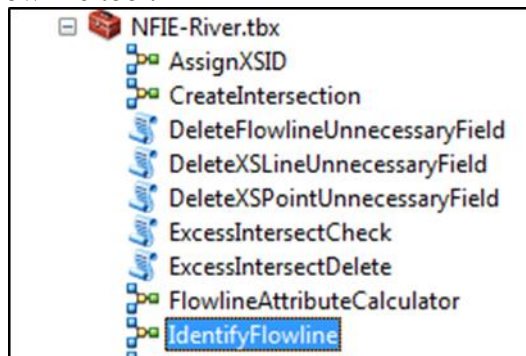 NFIE-River.tbx
AssignXSID
CreateIntersection
DeleteFlowlineUnnecessaryField
DeleteXSLineUnnecessaryField
DeleteXSPointUnnecessaryField
ExcessIntersectCheck
ExcessIntersectDelete
FlowlineAttributeCalculator
IdentifyFlowline